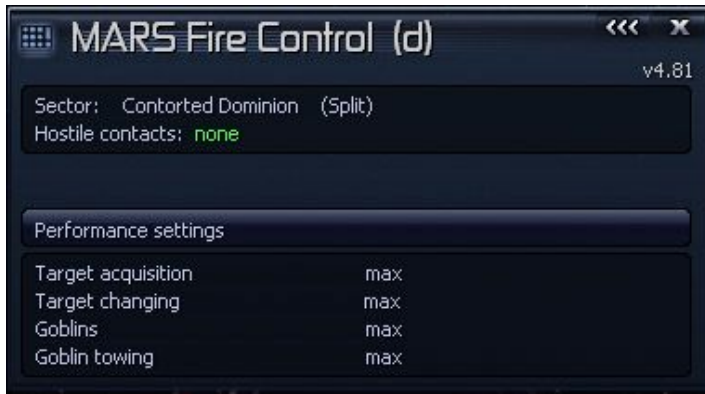 MARS Fire Control (d)
<<< x
v4.81
Sector: Contorted Dominion (Split)
Hostile contacts: none
Performance settings
Target acquisition max
Target changing max
Goblins max
Goblin towing max